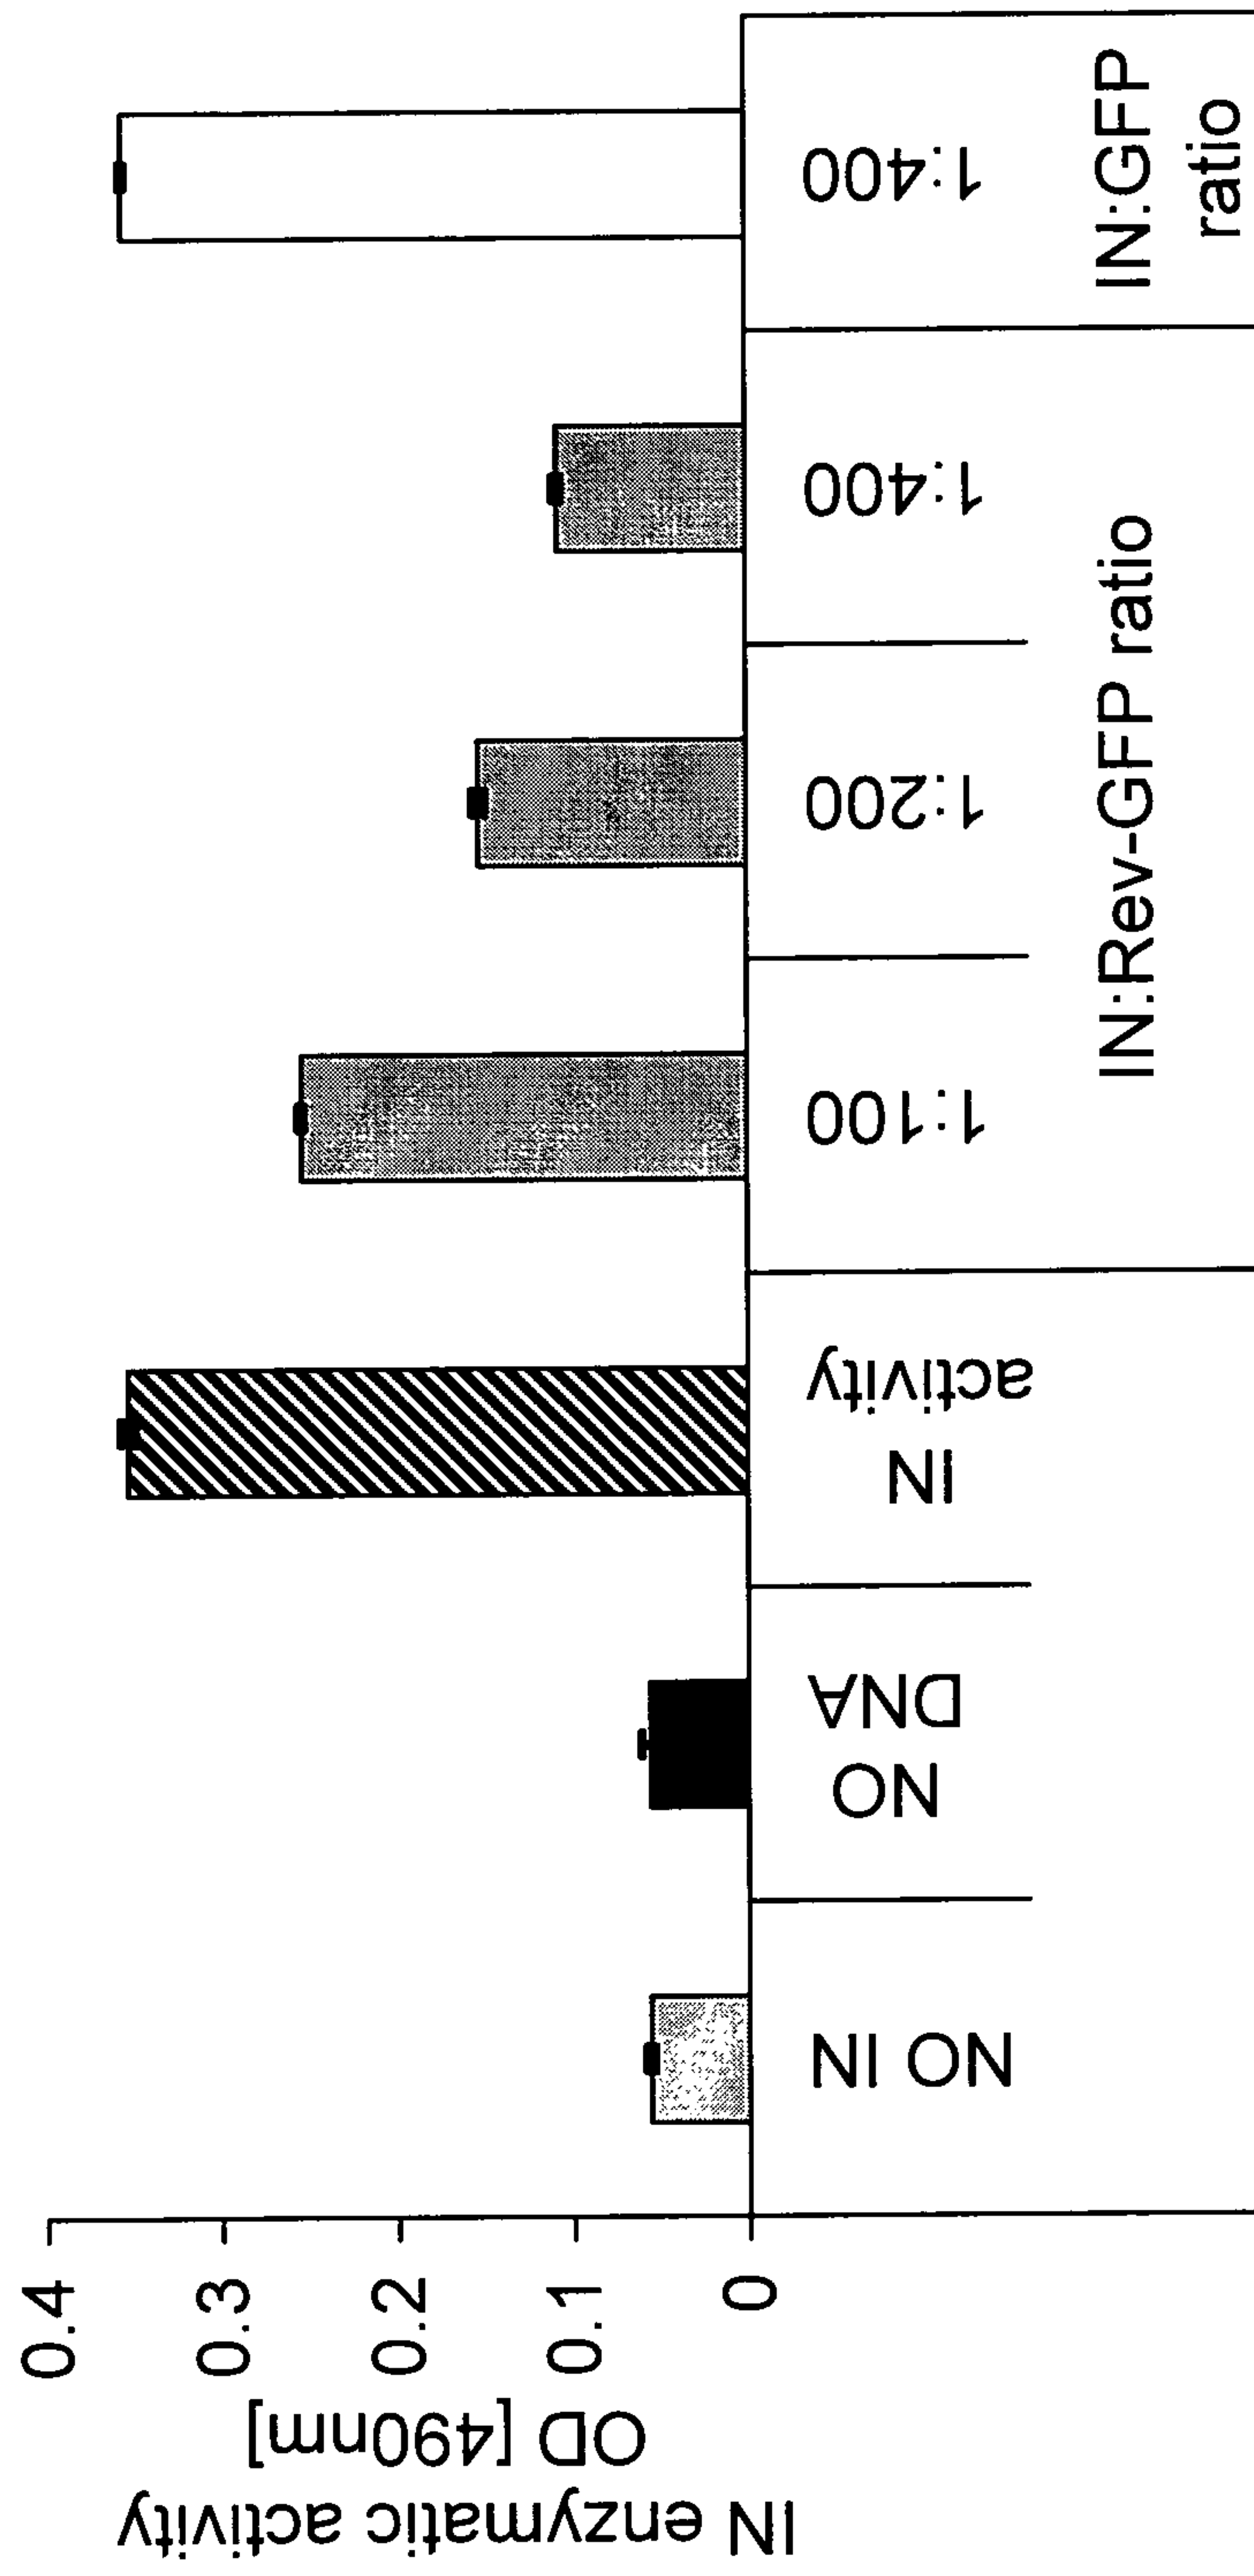 IN enzymatic activity
OD [490nm]
0.4
0.3
0.2
0.1
0
NO IN
NO
DNA
IN
activity
1:100
1:200
1:400
1:400
IN:Rev-GFP ratio
IN:GFP
ratio